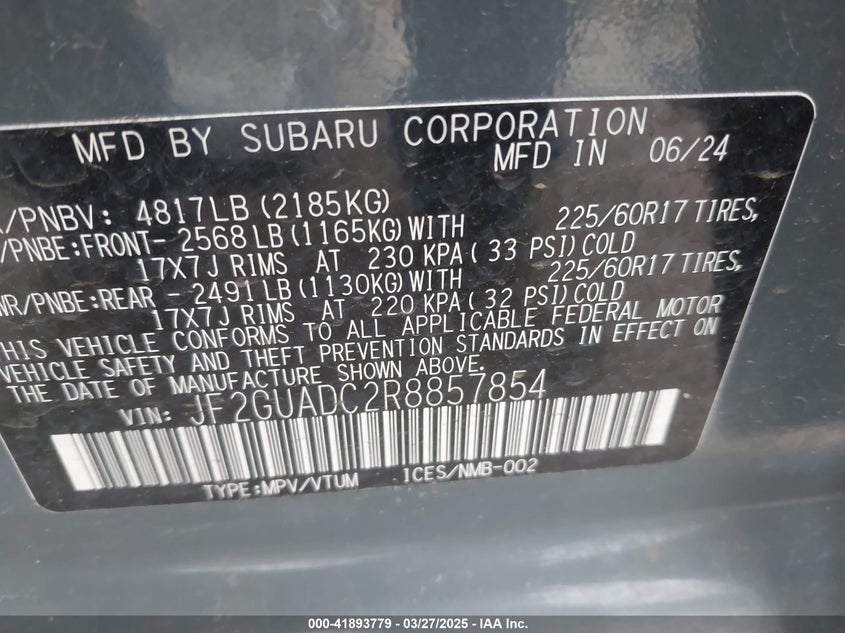 MFD BY SUBARU CORPORATION
MFD IN 06/24
/PNBV: 4817LB (2185KG)
/PNBE:FRONT- 2568 LB (1165KG) WITH 225/60R17 TIRES,
17X7J RIMS AT 230 KPA ( 33 PSI) COLD
WR/PNBE:REAR - 2491 LB (1130KG) WITH 225/60R17 TIRES,
17X7J RIMS AT 220 KPA ( 32 PSI) COLD
THIS VEHICLE CONFORMS TO ALL APPLICABLE FEDERAL MOTOR
VEHICLE SAFETY AND THEFT PREVENTION STANDARDS IN EFFECT ON
THE DATE OF MANUFACTURE SHOWN ABOVE.
VIN: JF2GUADC2R8857854
TYPE:MPV/VTUM ICES/NMB-002
000-41893779 — 03/27/2025 — IAA Inc.